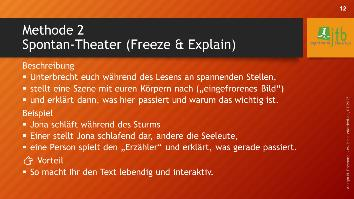 12
Methode 2
Spontan-Theater (Freeze & Explain)
jtb
Beschreibung
▪ Unterbrecht euch während des Lesens an spannenden Stellen,
▪ stellt eine Szene mit euren Körpern nach („eingefrorenes Bild“)
▪ und erklärt dann, was hier passiert und warum das wichtig ist.
Beispiel
▪ Jona schläft während des Sturms
▪ Einer stellt Jona schlafend dar, andere die Seeleute,
▪ eine Person spielt den „Erzähler“ und erklärt, was gerade passiert.
Vorteil
▪ So macht ihr den Text lebendig und interaktiv.